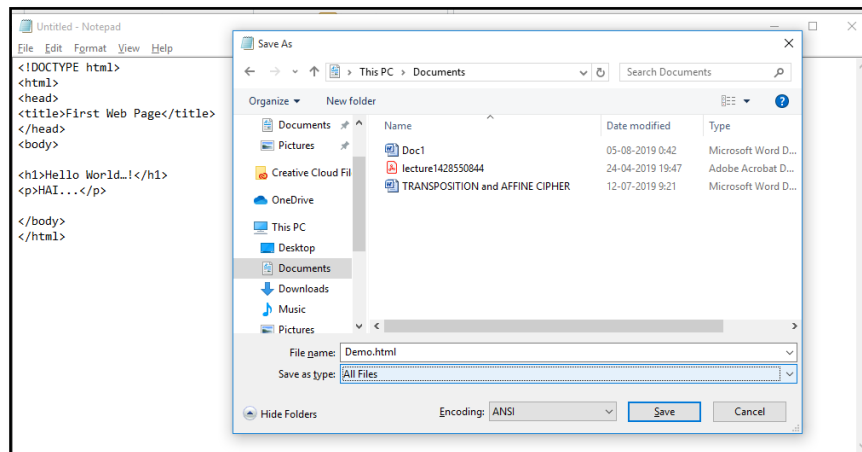 Untitled - Notepad
File Edit Format View Help
<!DOCTYPE html>
<html>
<head>
<title>First Web Page</title>
</head>
<body>
<h1>Hello World…!</h1>
<p>HAI...</p>
</body>
</html>
Save As
This PC > Documents
Search Documents
Organize
New folder
Documents
Pictures
Creative Cloud Fil
OneDrive
This PC
Desktop
Documents
Downloads
Music
Pictures
Name Date modified Type
Doc1 05-08-2019 0:42 Microsoft Word D...
lecture1428550844 24-04-2019 19:47 Adobe Acrobat D...
TRANSPOSITION and AFFINE CIPHER 12-07-2019 9:21 Microsoft Word D...
File name: Demo.html
Save as type: All Files
Hide Folders
Encoding: ANSI
Save
Cancel